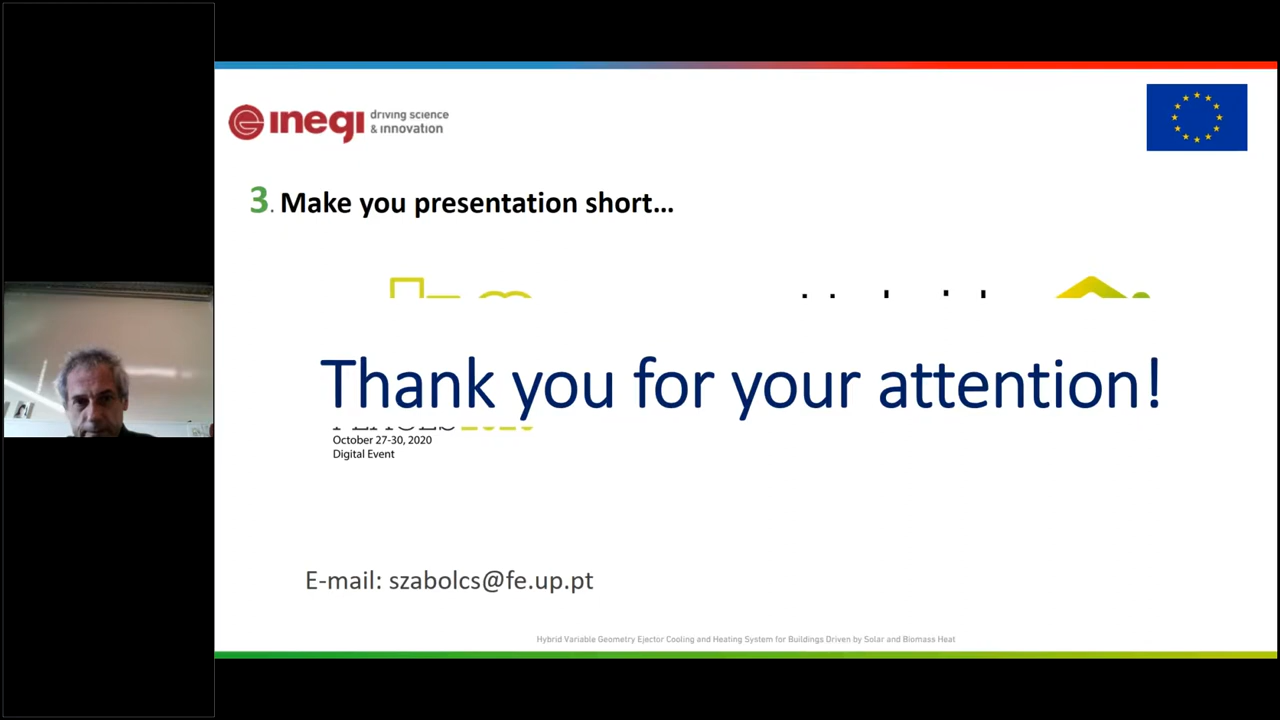 inegi driving science
& innovation
3. Make you presentation short...
Thank you for your attention!
October 27-30, 2020
Digital Event
E-mail: szabolcs@fe.up.pt
Hybrid Variable Geometry Ejector Cooling and Heating System for Buildings Driven by Solar and Biomass Heat